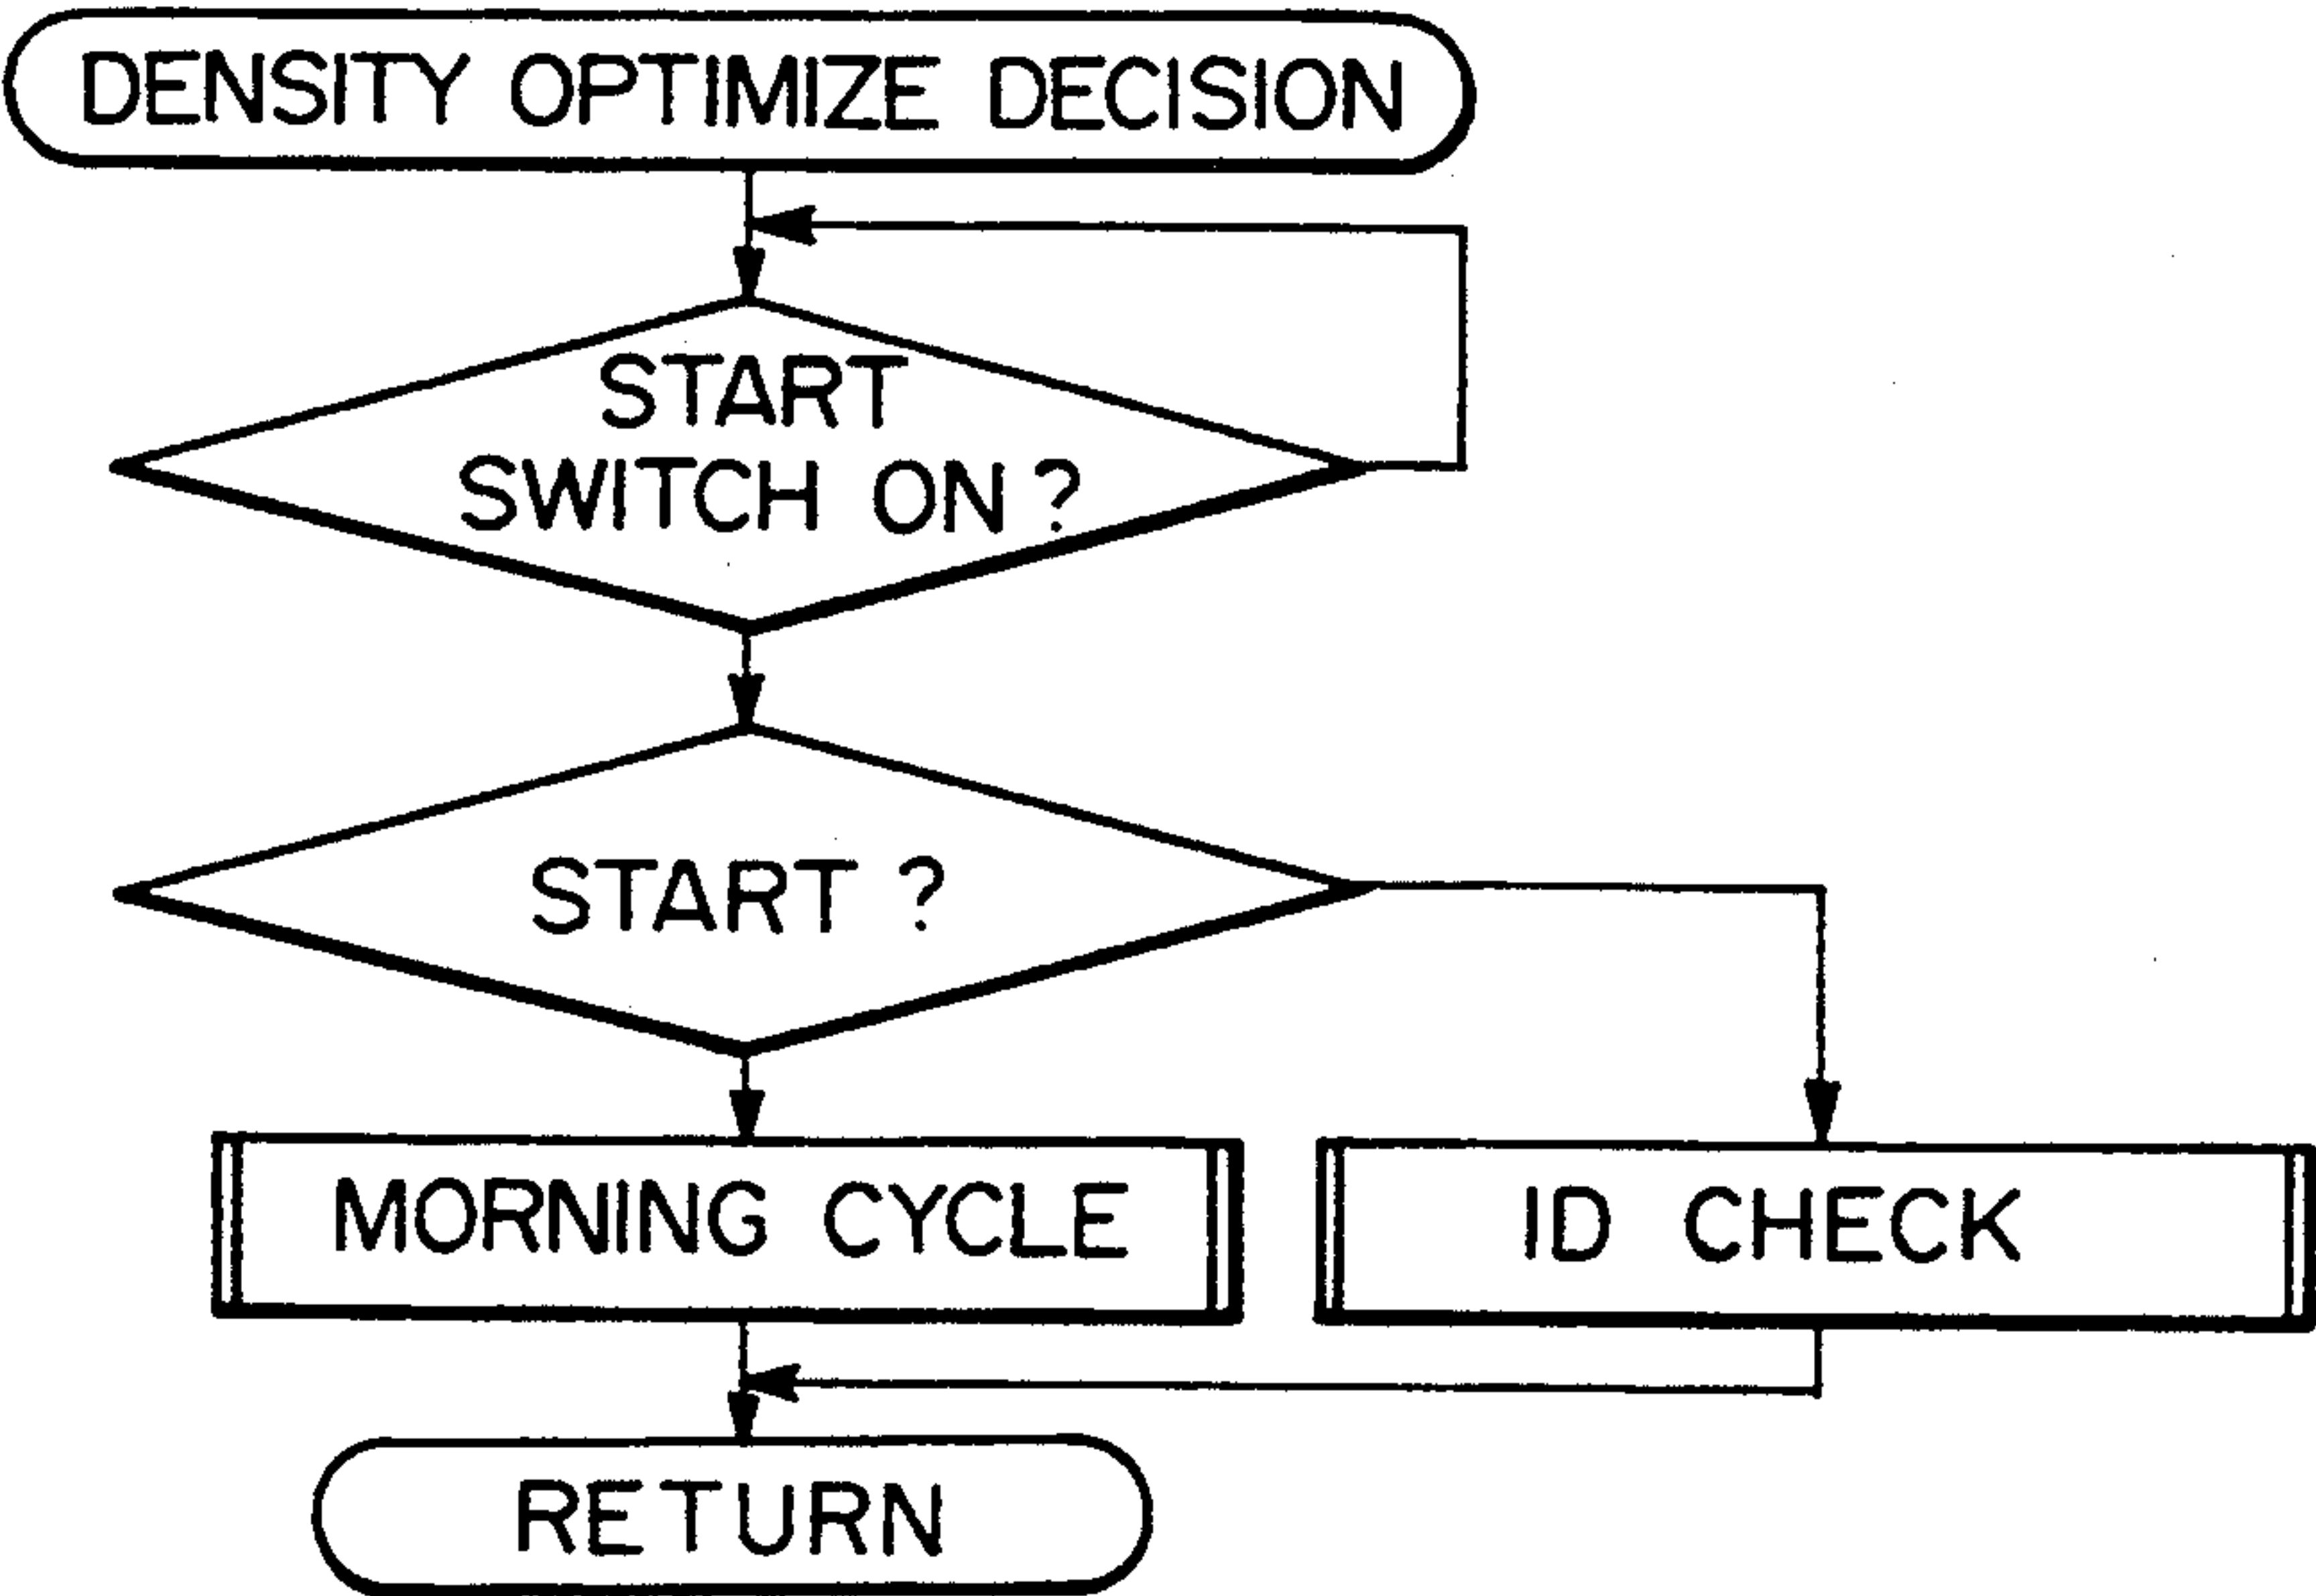 DENSITY OPTIMIZE DECISION
START
SWITCH ON ?
START ?
MORNING CYCLE
ID CHECK
RETURN